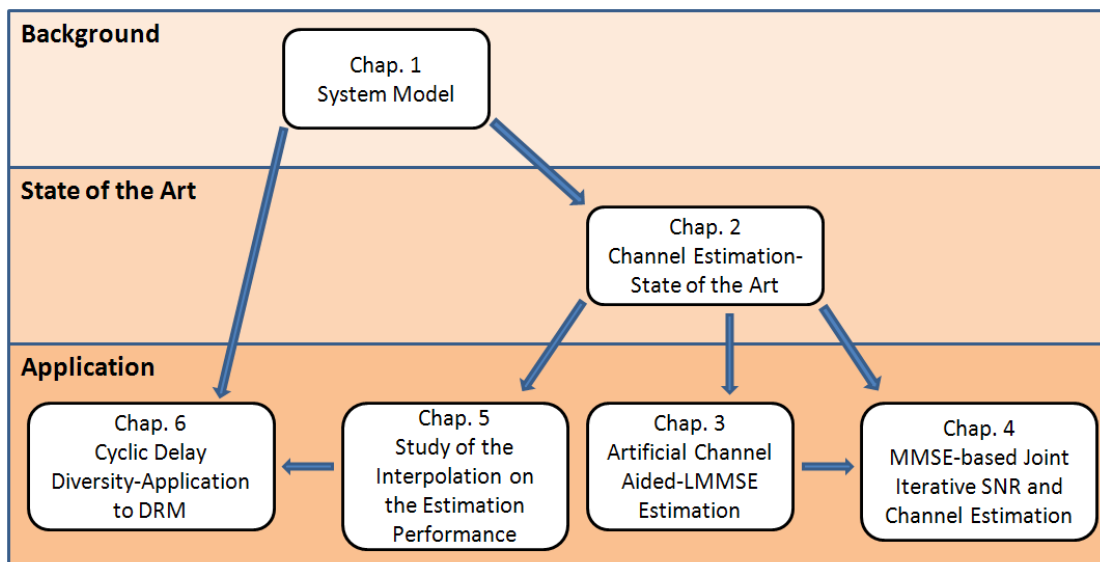 Background
Chap. 1
System Model
State of the Art
Chap. 2
Channel Estimation-
State of the Art
Application
Chap. 6
Cyclic Delay
Diversity-Application
to DRM
Chap. 5
Study of the
Interpolation on
the Estimation
Performance
Chap. 3
Artificial Channel
Aided-LMMSE
Estimation
Chap. 4
MMSE-based Joint
Iterative SNR and
Channel Estimation